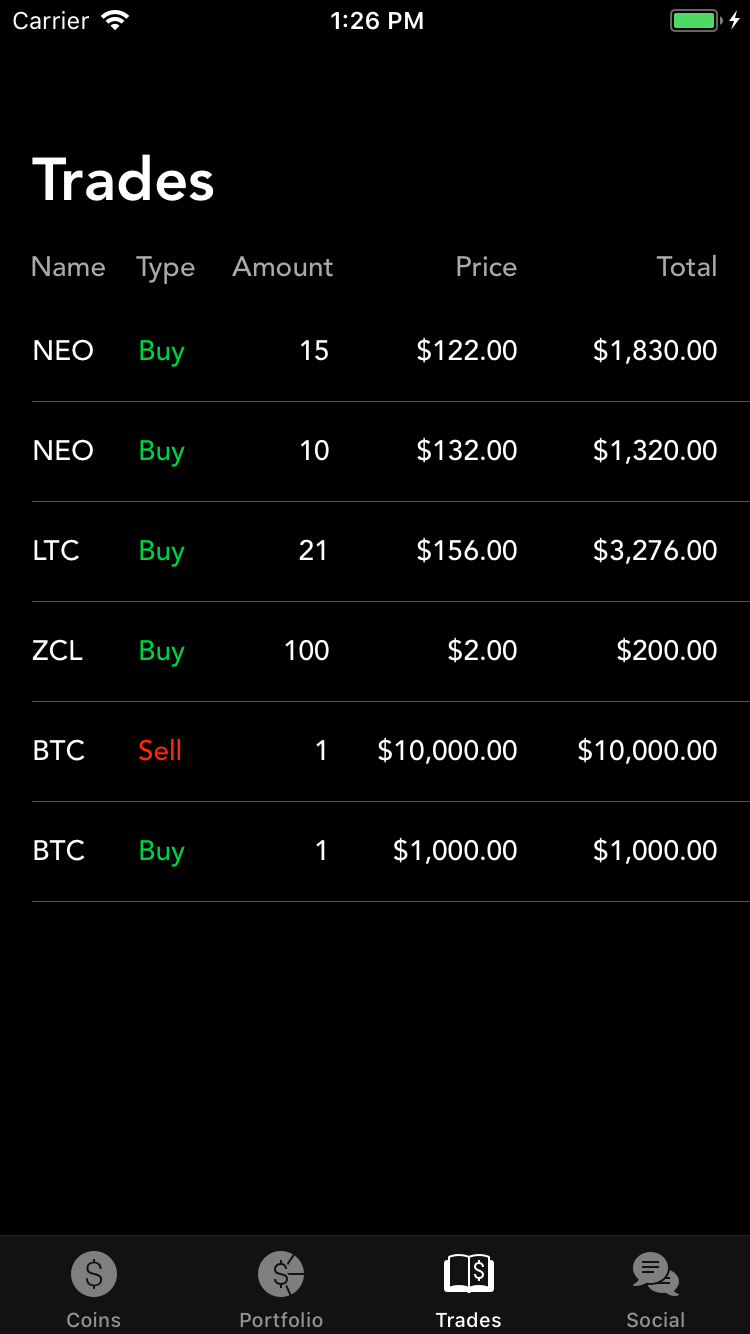 Carrier 1:26 PM
Trades
Name Type Amount Price Total
NEO Buy 15 $122.00 $1,830.00
NEO Buy 10 $132.00 $1,320.00
LTC Buy 21 $156.00 $3,276.00
ZCL Buy 100 $2.00 $200.00
BTC Sell 1 $10,000.00 $10,000.00
BTC Buy 1 $1,000.00 $1,000.00
$ $ $
Coins Portfolio Trades Social